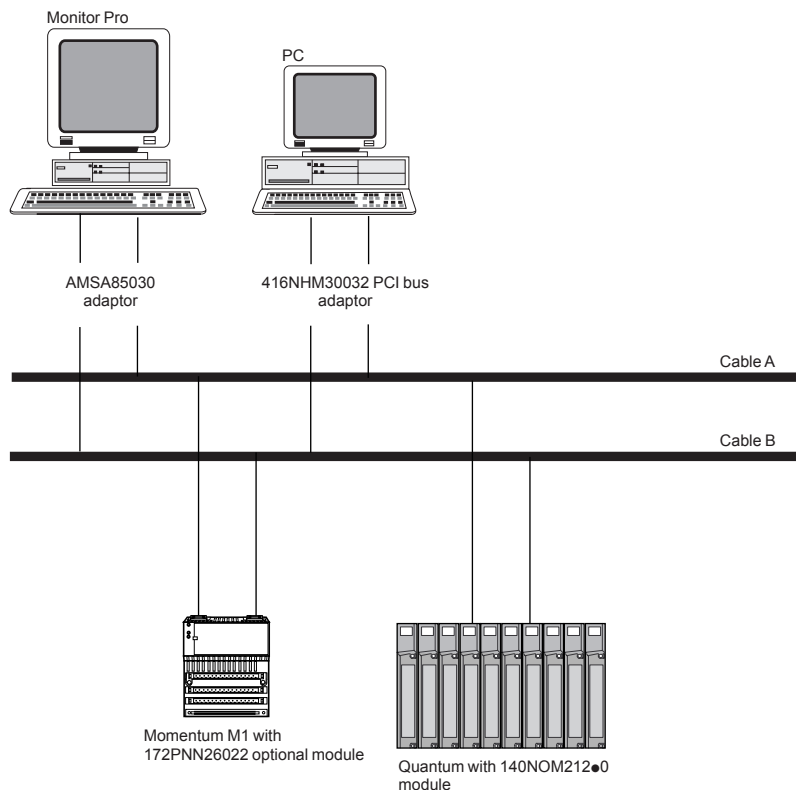 Monitor Pro
PC
AMSA85030
adaptor
416NHM30032 PCI bus
adaptor
Cable A
Cable B
Momentum M1 with
172PNN26022 optional module
Quantum with 140NOM212●0
module